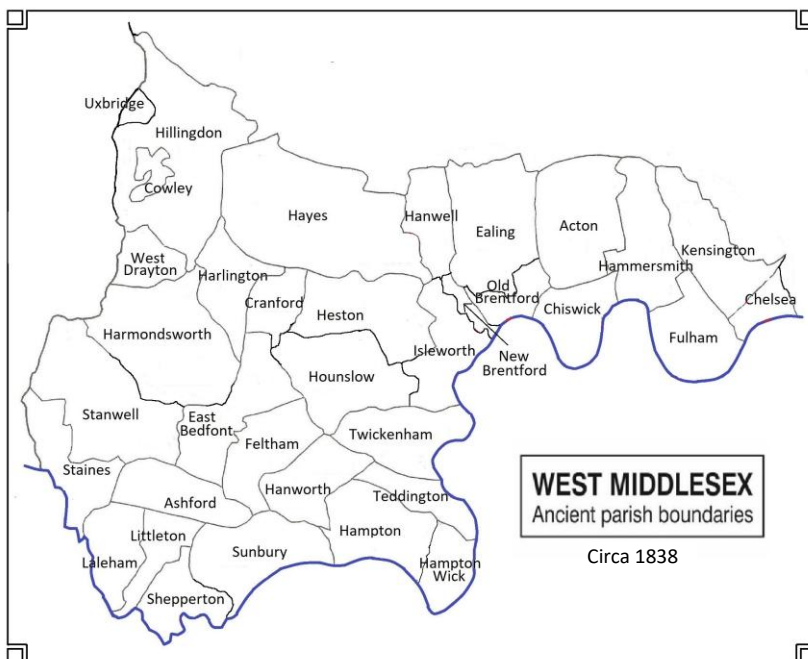 Uxbridge
Hillingdon
Cowley
Hayes
Hanwell
Ealing
Acton
Kensington
West
Drayton
Harlington
Hammersmith
Cranford
Old
Brentford
Chelsea
Heston
Chiswick
Harmondsworth
Isleworth
Fulham
New
Brentford
Hounslow
Stanwell
East
Bedfont
Feltham
Twickenham
Staines
Ashford
Hanworth
Teddington
Littleton
Hampton
Laleham
Sunbury
Hampton
Wick
Shepperton
WEST MIDDLESEX
Ancient parish boundaries
Circa 1838